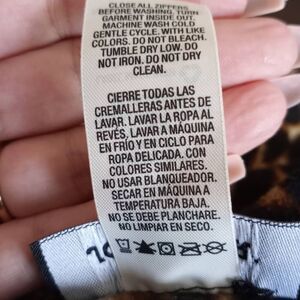 CLOSE ALL ZIPPERS
BEFORE WASHING. TURN
GARMENT INSIDE OUT.
MACHINE WASH COLD
GENTLE CYCLE. WITH LIKE
COLORS. DO NOT BLEACH.
TUMBLE DRY LOW. DO
NOT IRON. DO NOT DRY
CLEAN.
CIERRE TODAS LAS
CREMALLERAS ANTES DE
LAVAR. LAVAR LA ROPA AL
REVÉS. LAVAR A MÁQUINA
EN FRÍO Y EN CICLO PARA
ROPA DELICADA. CON
COLORES SIMILARES.
NO USAR BLANQUEADOR.
SECAR EN MÁQUINA A
TEMPERATURA BAJA.
NO SE DEBE PLANCHARE.
NO LIMPIAR EN SECO.